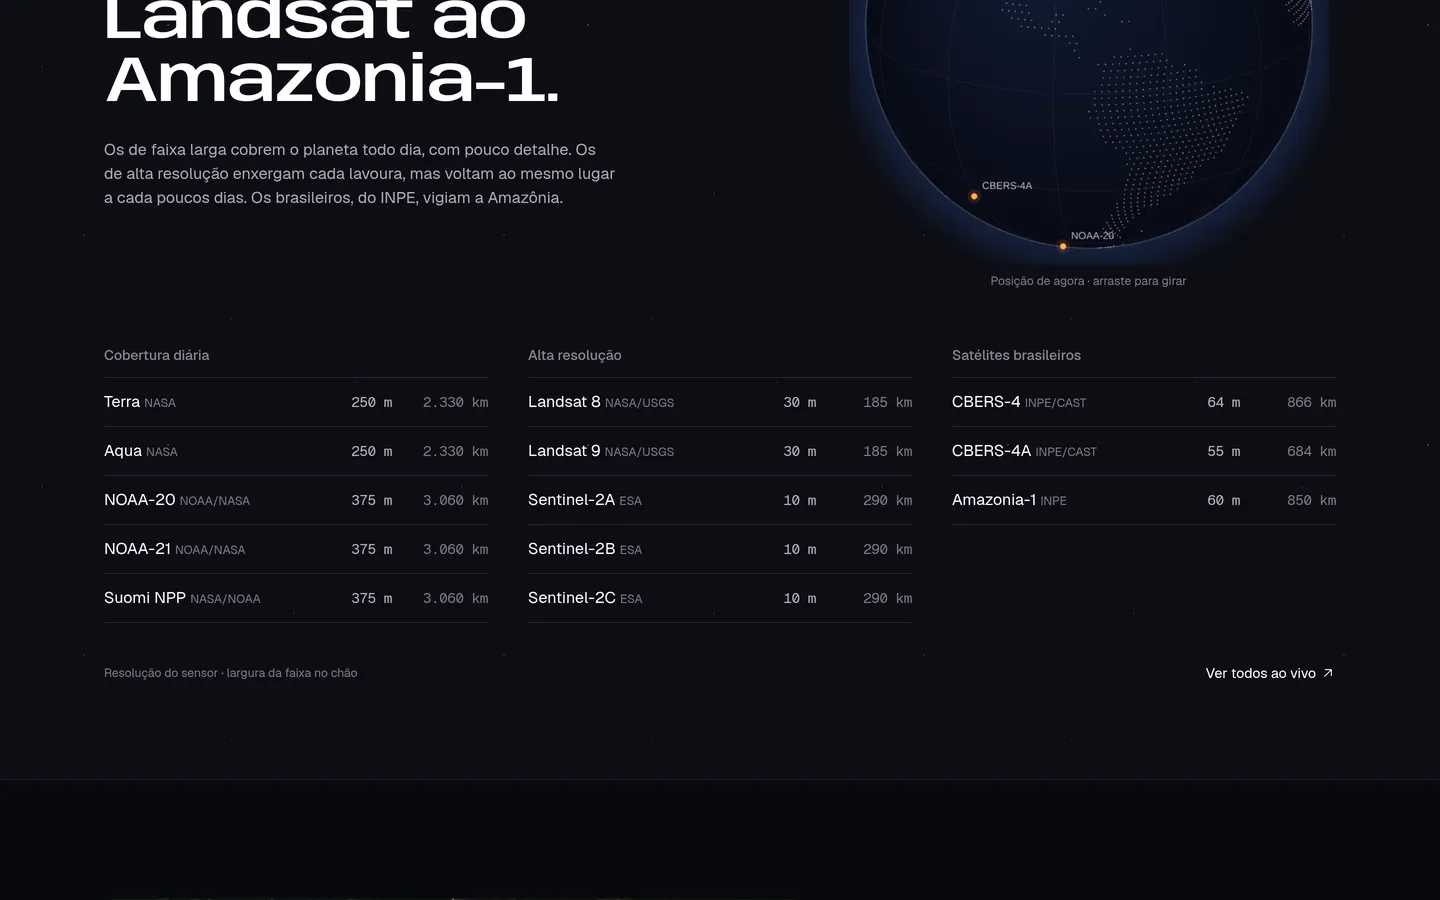 Landsat ao
Amazonia-1.
Os de faixa larga cobrem o planeta todo dia, com pouco detalhe. Os
de alta resolução enxergam cada lavoura, mas voltam ao mesmo lugar
a cada poucos dias. Os brasileiros, do INPE, vigiam a Amazônia.
CBERS-4A
NOAA-20
Posição de agora · arraste para girar
Cobertura diária
Terra NASA 250 m 2.330 km
Aqua NASA 250 m 2.330 km
NOAA-20 NOAA/NASA 375 m 3.060 km
NOAA-21 NOAA/NASA 375 m 3.060 km
Suomi NPP NASA/NOAA 375 m 3.060 km
Alta resolução
Landsat 8 NASA/USGS 30 m 185 km
Landsat 9 NASA/USGS 30 m 185 km
Sentinel-2A ESA 10 m 290 km
Sentinel-2B ESA 10 m 290 km
Sentinel-2C ESA 10 m 290 km
Satélites brasileiros
CBERS-4 INPE/CAST 64 m 866 km
CBERS-4A INPE/CAST 55 m 684 km
Amazonia-1 INPE 60 m 850 km
Resolução do sensor · largura da faixa no chão
Ver todos ao vivo ↗